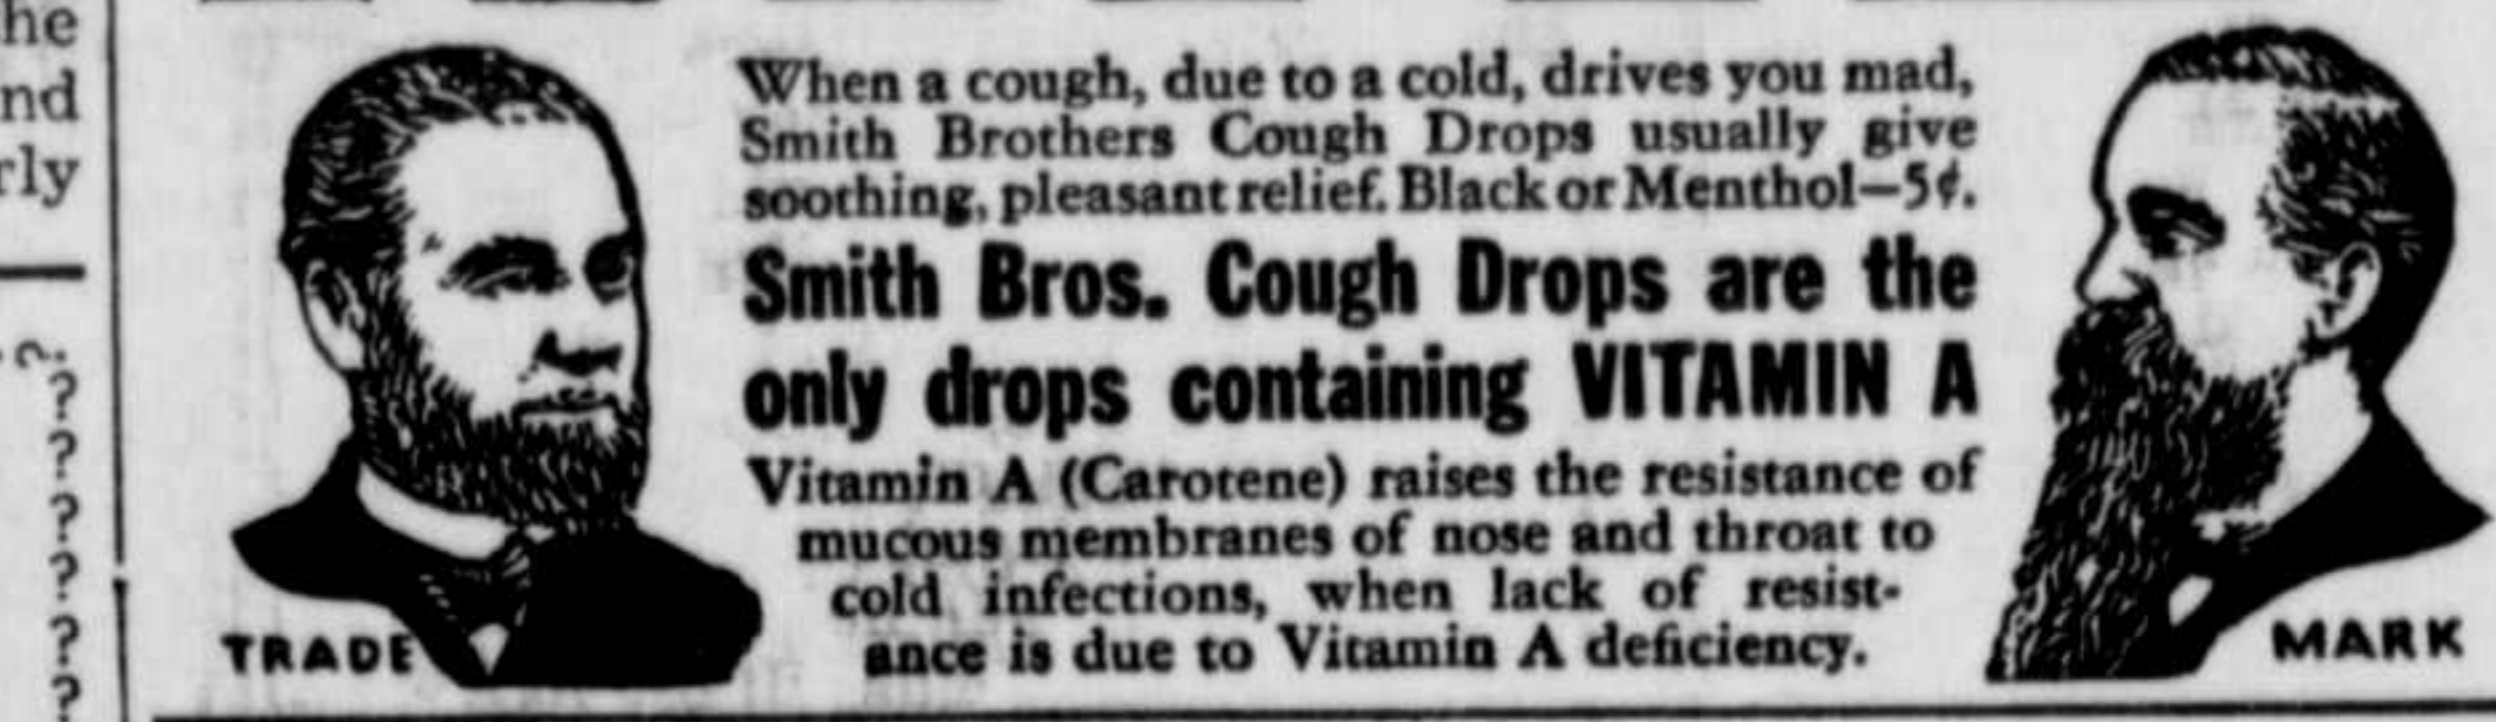 he
nd
rly
?
?
?
?
?
?
?
When a cough, due to a cold, drives you mad,
Smith Brothers Cough Drops usually give
soothing, pleasant relief. Black or Menthol—5¢.
Smith Bros. Cough Drops are the
only drops containing VITAMIN A
Vitamin A (Carotene) raises the resistance of
mucous membranes of nose and throat to
cold infections, when lack of resist-
ance is due to Vitamin A deficiency.
TRADE
MARK